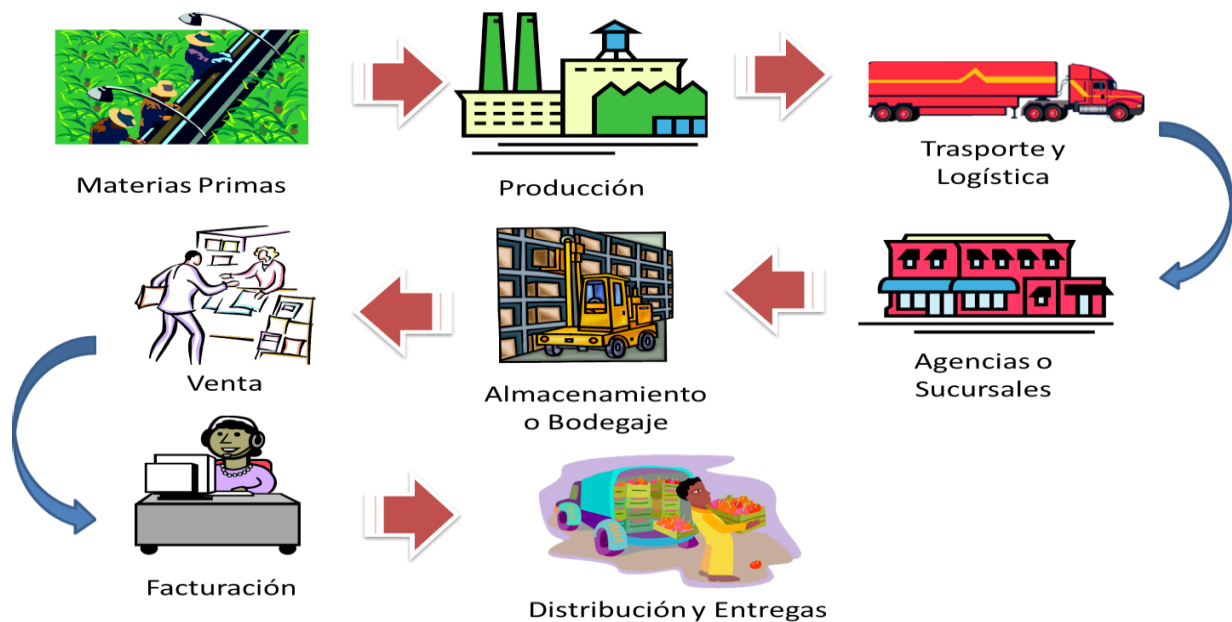 Materias Primas
Producción
Trasporte y
Logística
Agencias o
Sucursales
Almacenamiento
o Bodegaje
Venta
Facturación
Distribución y Entregas